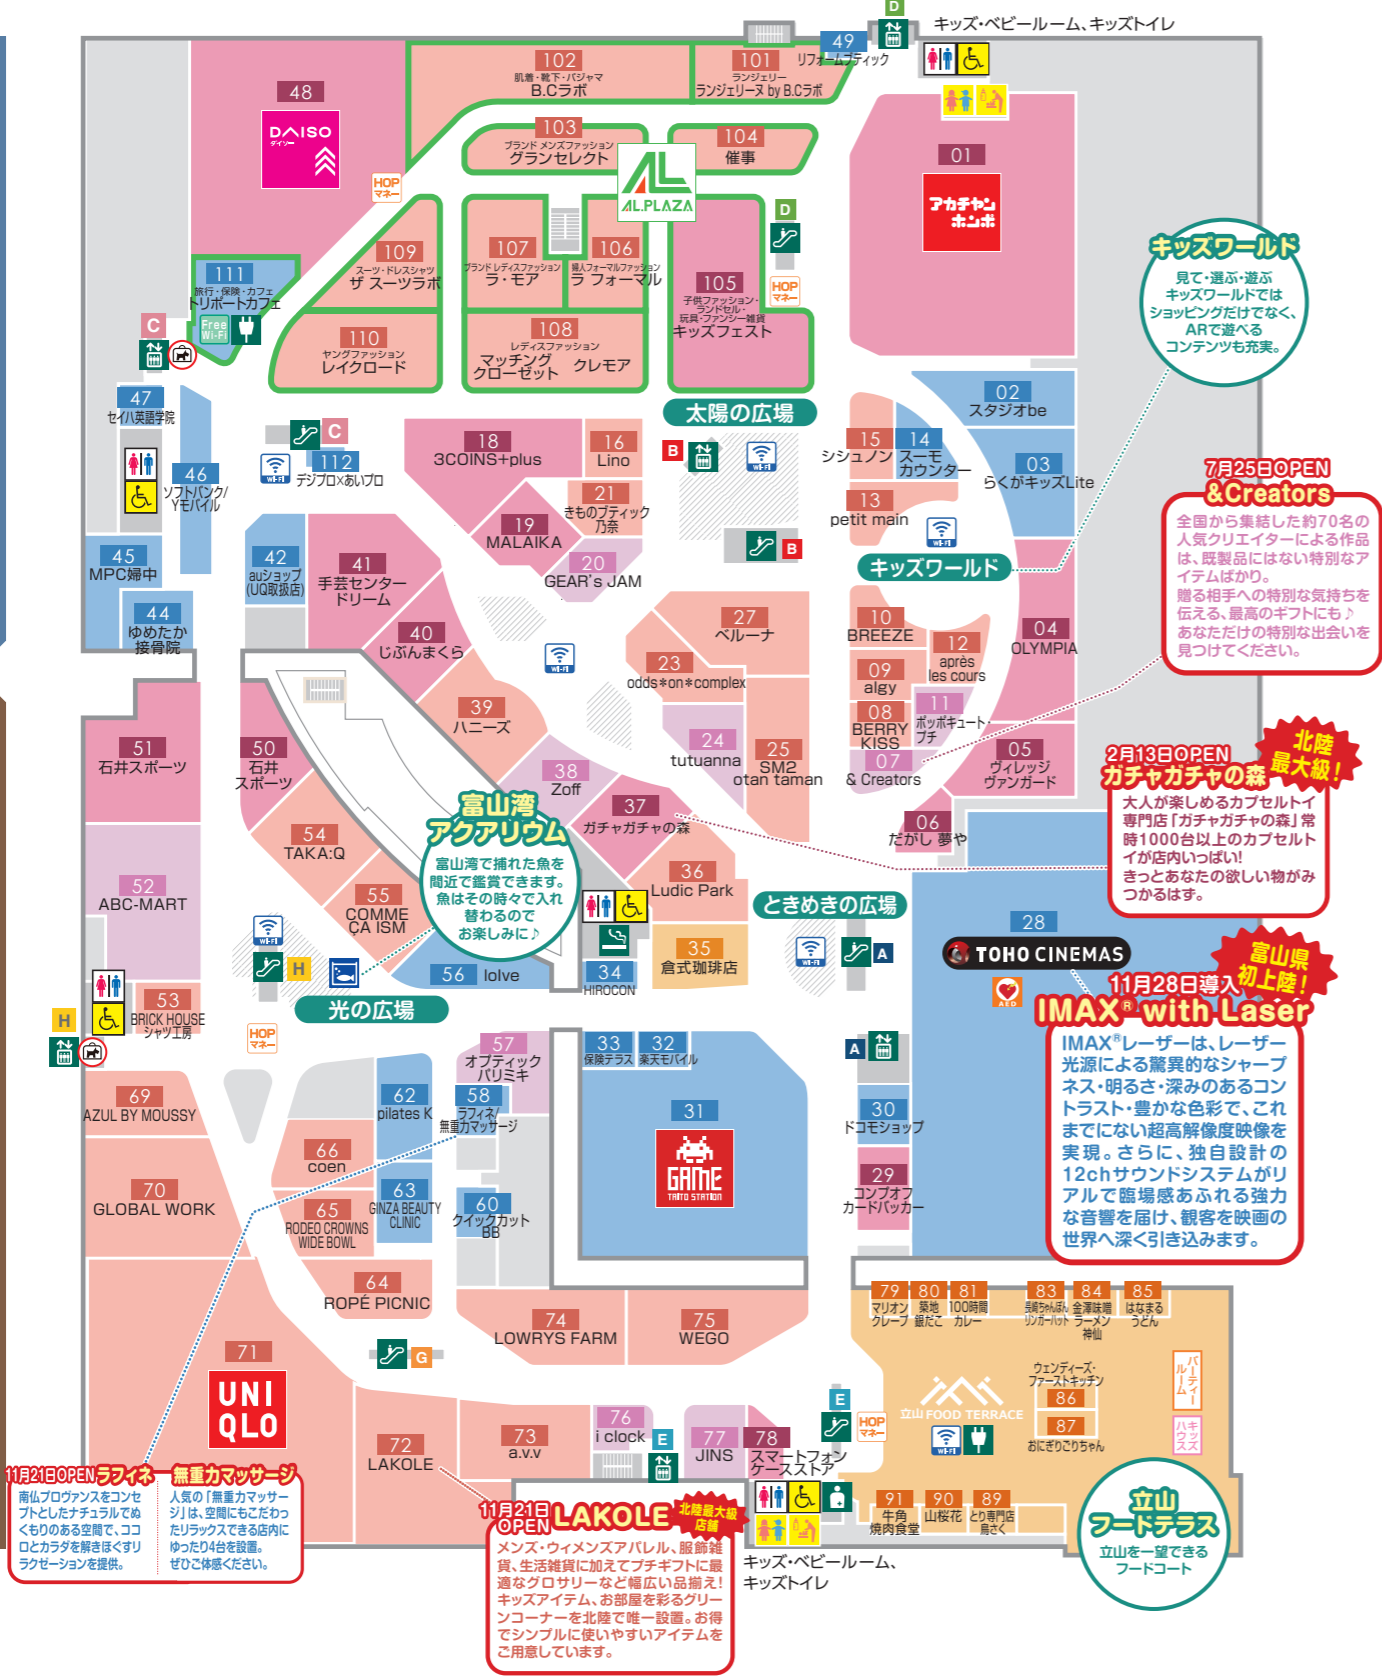 D
キッズ・ベビールーム、キッズトイレ
49
リフォームブティック
102
肌着・靴下・パジャマ
B.Cラボ
101
ランジェリー
ランジェリーヌ by B.Cラボ
48
DAISO
ダイソー
HOP
マネー
103
ブランド メンズファッション
グランセレクト
104
催事
AL
AL.PLAZA
01
アカチャン
ホンポ
109
スーツ・ドレスシャツ
ザ スーツラボ
107
ブランド レディスファッション
ラ・モア
106
婦人フォーマルファッション
ラ フォーマル
105
子供ファッション・
ランドセル・
玩具・ファンシー雑貨
キッズフェスト
D
HOP
マネー
キッズワールド
見て・選ぶ・遊ぶ
キッズワールドでは
ショッピングだけでなく、
ARで遊べる
コンテンツも充実。
111
旅行・保険・カフェ
トリポートカフェ
Free
Wi-Fi
C
110
ヤングファッション
レイクロード
108
レディスファッション
マッチング
クローゼット
クレモア
太陽の広場
47
セイハ英語学院
46
ソフトバンク/
Yモバイル
C
Wi-Fi
112
デジプロ×あいプロ
18
3COINS+plus
16
Lino
21
きものブティック
乃奈
19
MALAIKA
20
GEAR's JAM
B
Wi-Fi
B
02
スタジオbe
15
シシュノン
14
スーモ
カウンター
03
らくがキッズLite
13
petit main
Wi-Fi
キッズワールド
7月25日OPEN
&Creators
全国から集結した約70名の
人気クリエイターによる作品
は、既製品にはない特別なア
イテムばかり。
贈る相手への特別な気持ちを
伝える、最高のギフトにも♪
あなただけの特別な出会いを
見つけてください。
45
MPC婦中
44
ゆめたか
接骨院
42
auショップ
(UQ取扱店)
41
手芸センター
ドリーム
40
じぶんまくら
39
ハニーズ
Wi-Fi
27
ベルーナ
23
odds*on*complex
24
tutuanna
25
SM2
otan taman
10
BREEZE
12
après
les cours
09
algy
08
BERRY
KISS
11
ポッポキュート・
プチ
07
& Creators
04
OLYMPIA
05
ヴィレッジ
ヴァンガード
06
だがし 夢や
51
石井スポーツ
50
石井
スポーツ
38
Zoff
37
ガチャガチャの森
36
Ludic Park
2月13日OPEN
ガチャガチャの森
北陸
最大級!
大人が楽しめるカプセルトイ
専門店「ガチャガチャの森」常
時1000台以上のカプセルト
イが店内いっぱい!
きっとあなたの欲しい物がみ
つかるはず。
富山湾
アクアリウム
富山湾で捕れた魚を
間近で鑑賞できます。
魚はその時々で入れ
替わるので
お楽しみに♪
54
TAKA:Q
52
ABC-MART
55
COMME
ÇA ISM
56
lolve
34
HIROCON
35
倉式珈琲店
ときめきの広場
Wi-Fi
A
28
TOHO CINEMAS
AED
富山県
初上陸!
11月28日導入
IMAX® with Laser
IMAX®レーザーは、レーザー
光源による驚異的なシャープ
ネス・明るさ・深みのあるコン
トラスト・豊かな色彩で、これ
までにない超高解像度映像を
実現。さらに、独自設計の
12chサウンドシステムがリ
アルで臨場感あふれる強力
な音響を届け、観客を映画の
世界へ深く引き込みます。
Wi-Fi
H
光の広場
HOP
マネー
53
BRICK HOUSE
シャツ工房
H
69
AZUL BY MOUSSY
70
GLOBAL WORK
62
pilates K
57
オプティック
パリミキ
58
ラフィネ/
無重力マッサージ
33
保険テラス
32
楽天モバイル
31
GAME
TAITO STATION
A
30
ドコモショップ
29
コンプオフ
カードパッカー
66
coen
65
RODEO CROWNS
WIDE BOWL
63
GINZA BEAUTY
CLINIC
60
クイックカット
BB
64
ROPÉ PICNIC
G
74
LOWRYS FARM
75
WEGO
79
マリオン
クレープ
80
築地
銀だこ
81
100時間
カレー
83
長崎ちゃんぽん
リンガーハット
84
金澤味噌
ラーメン
神仙
85
はなまる
うどん
71
UNI
QLO
72
LAKOLE
73
a.v.v
76
i clock
E
77
JINS
78
スマートフォン
ケースストア
E
HOP
マネー
立山 FOOD TERRACE
Wi-Fi
ウェンディーズ・
ファーストキッチン
86
87
おにぎりごりちゃん
パーティー
ルーム
キッズ
ハウス
91
牛角
焼肉食堂
90
山桜花
89
とり専門店
鳥さく
立山
フードテラス
立山を一望できる
フードコート
キッズ・ベビールーム、
キッズトイレ
11月21日OPEN ラフィネ
南仏プロヴァンスをコンセ
プトとしたナチュラルでぬ
くもりのある空間で、ココ
ロとカラダを解きほぐすリ
ラクゼーションを提供。
無重力マッサージ
人気の「無重力マッサー
ジ」は、空間にもこだわっ
たリラックスできる店内に
ゆったり4台を設置。
ぜひご体感ください。
11月21日
OPEN
LAKOLE
北陸最大級
店舗
メンズ・ウィメンズアパレル、服飾雑
貨、生活雑貨に加えてプチギフトに最
適なグロサリーなど幅広い品揃え!
キッズアイテム、お部屋を彩るグリー
ンコーナーを北陸で唯一設置。お得
でシンプルに使いやすいアイテムを
ご用意しています。